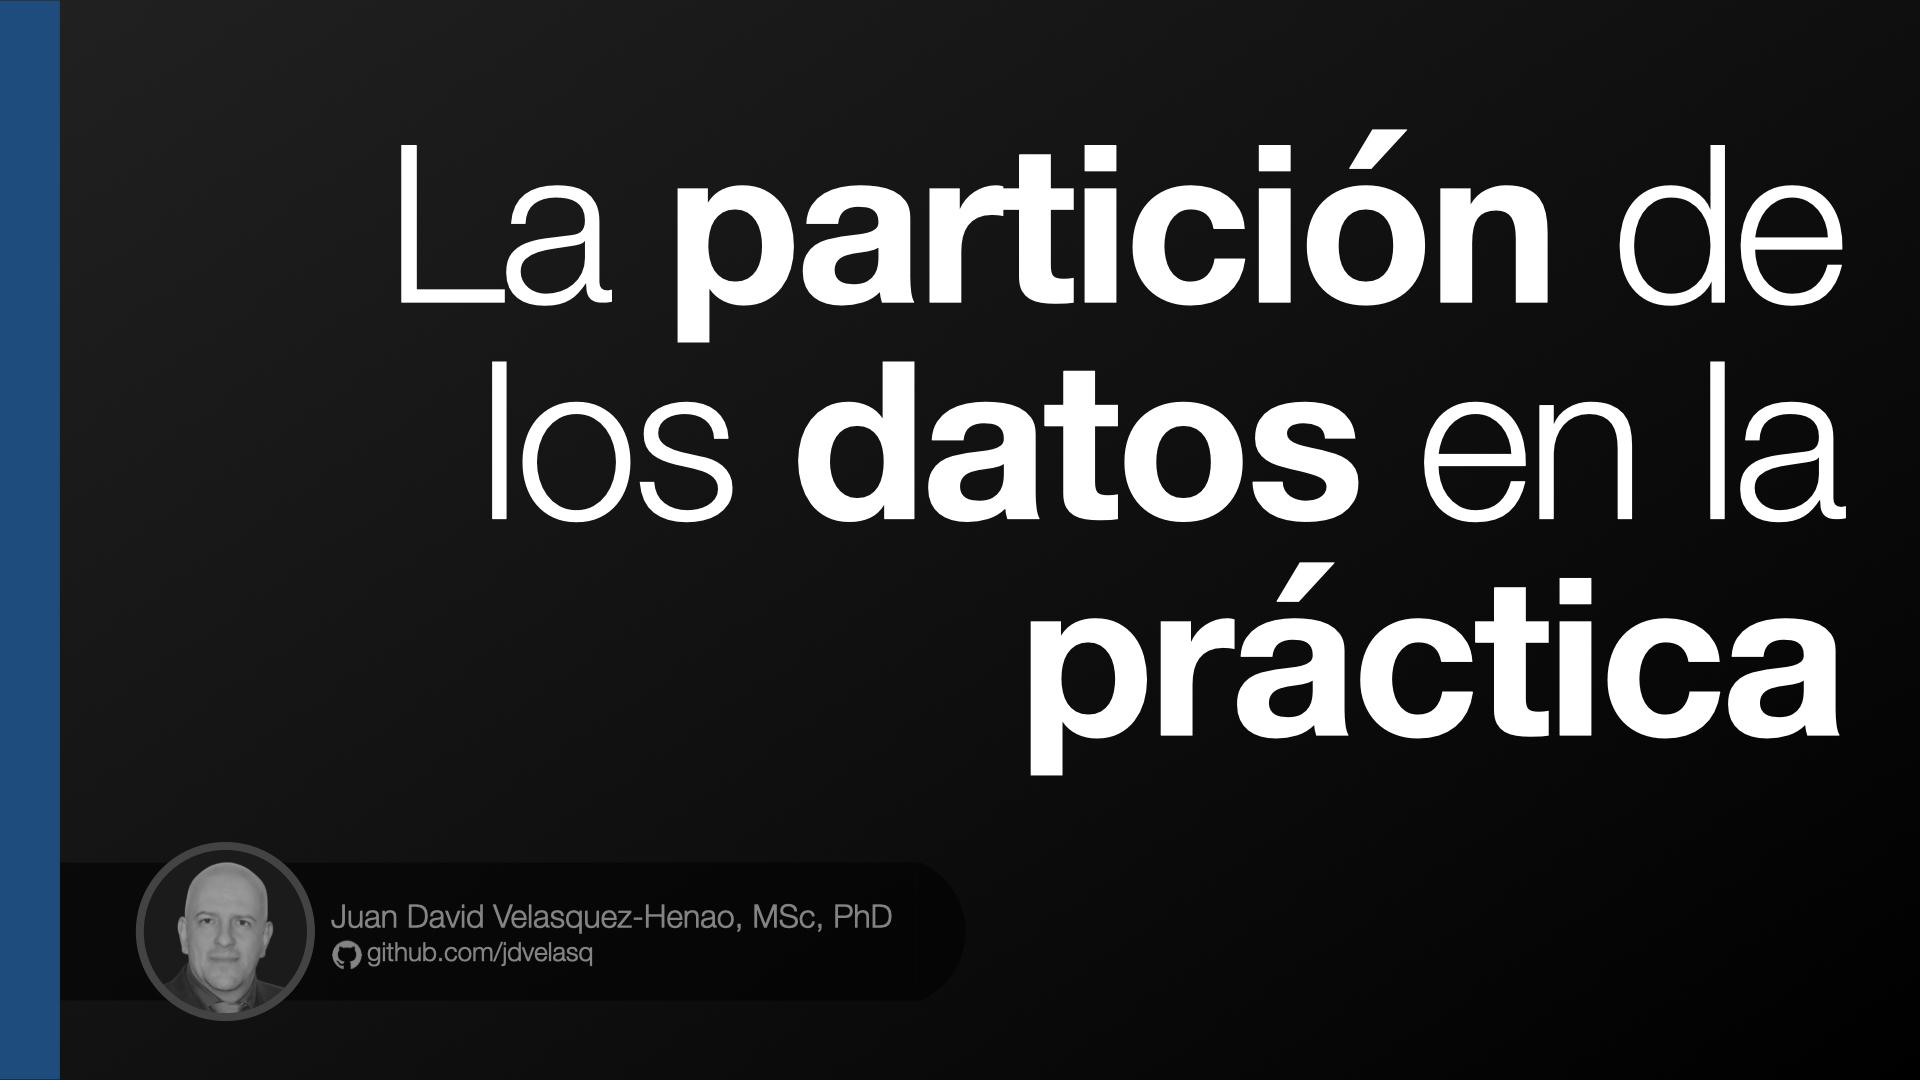 La partición de
los datos en la
práctica
Juan David Velasquez-Henao, MSc, PhD
github.com/jdvelasq